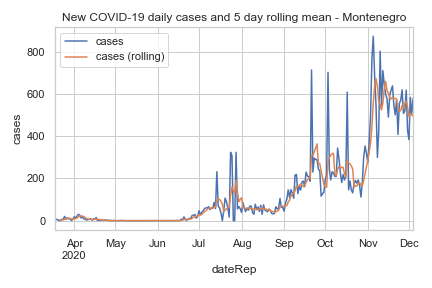 New COVID-19 daily cases and 5 day rolling mean - Montenegro
cases
cases (rolling)
800
600
400
200
0
cases
Apr May Jun Jul Aug Sep Oct Nov Dec
2020
dateRep